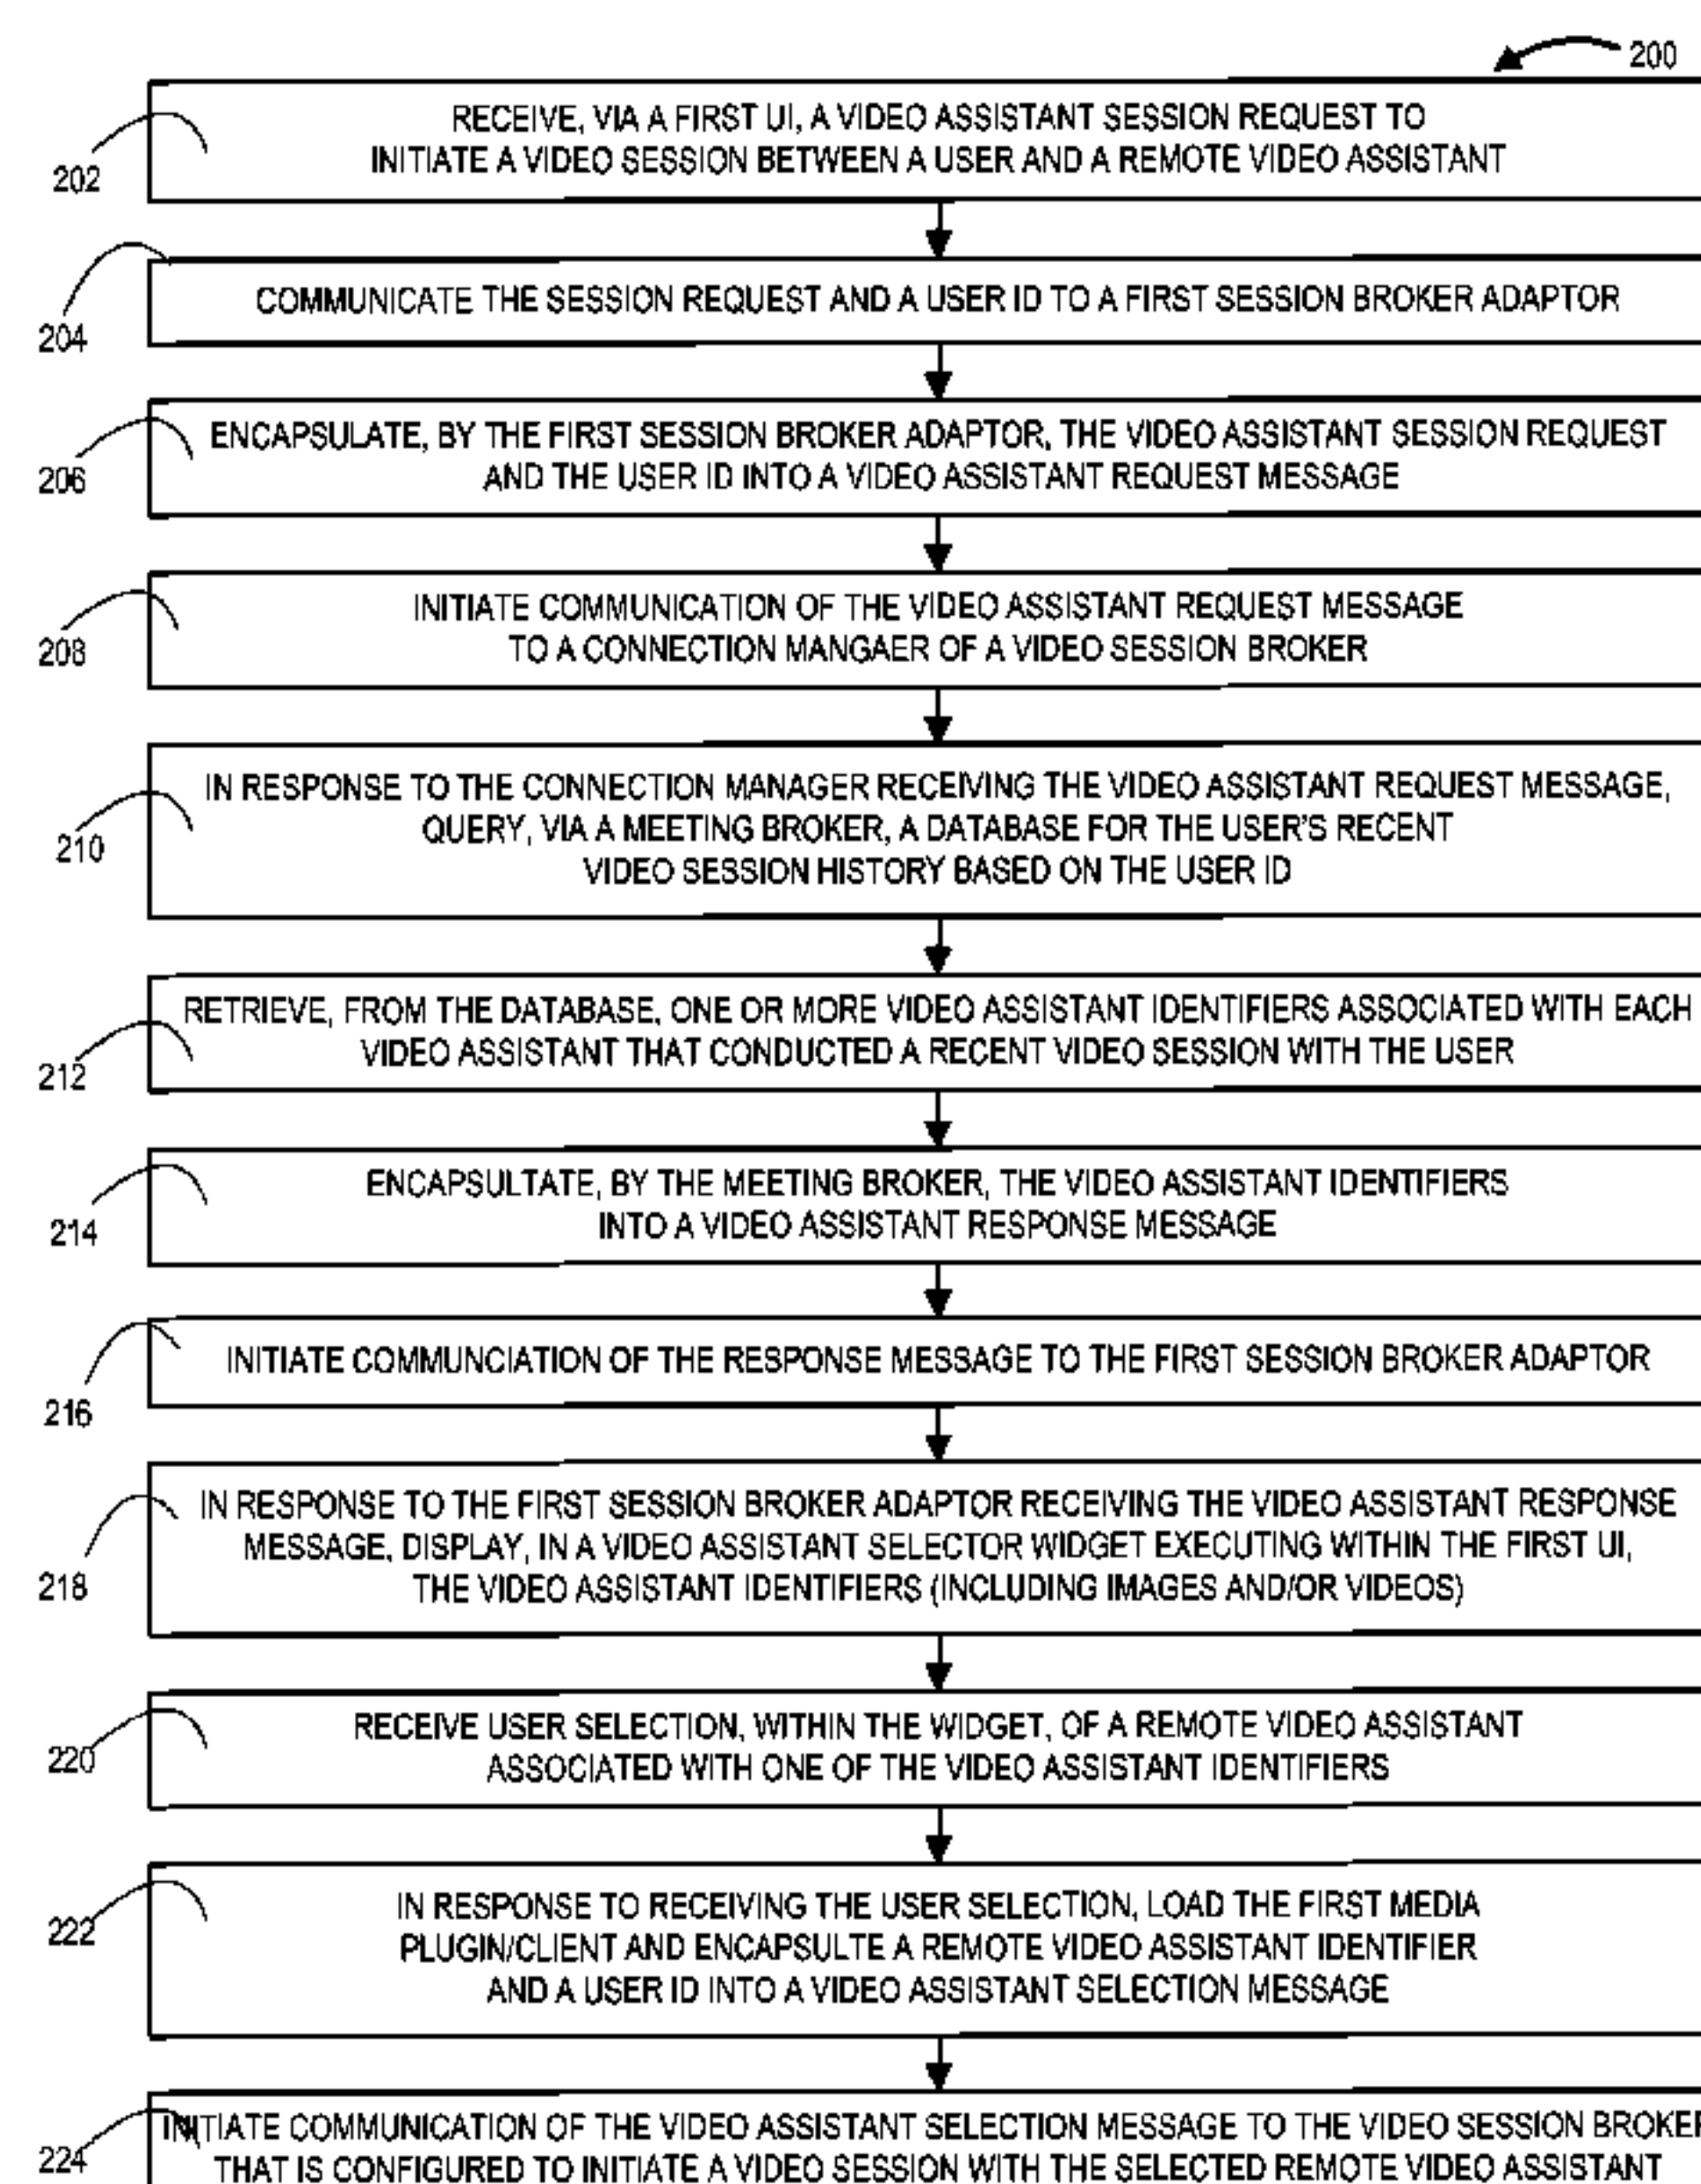 200
RECEIVE, VIA A FIRST UI, A VIDEO ASSISTANT SESSION REQUEST TO
INITIATE A VIDEO SESSION BETWEEN A USER AND A REMOTE VIDEO ASSISTANT
202
COMMUNICATE THE SESSION REQUEST AND A USER ID TO A FIRST SESSION BROKER ADAPTOR
204
ENCAPSULATE, BY THE FIRST SESSION BROKER ADAPTOR, THE VIDEO ASSISTANT SESSION REQUEST
AND THE USER ID INTO A VIDEO ASSISTANT REQUEST MESSAGE
206
INITIATE COMMUNICATION OF THE VIDEO ASSISTANT REQUEST MESSAGE
TO A CONNECTION MANGAER OF A VIDEO SESSION BROKER
208
IN RESPONSE TO THE CONNECTION MANAGER RECEIVING THE VIDEO ASSISTANT REQUEST MESSAGE,
QUERY, VIA A MEETING BROKER, A DATABASE FOR THE USER'S RECENT
VIDEO SESSION HISTORY BASED ON THE USER ID
210
RETRIEVE, FROM THE DATABASE, ONE OR MORE VIDEO ASSISTANT IDENTIFIERS ASSOCIATED WITH EACH
VIDEO ASSISTANT THAT CONDUCTED A RECENT VIDEO SESSION WITH THE USER
212
ENCAPSULTATE, BY THE MEETING BROKER, THE VIDEO ASSISTANT IDENTIFIERS
INTO A VIDEO ASSISTANT RESPONSE MESSAGE
214
INITIATE COMMUNCIATION OF THE RESPONSE MESSAGE TO THE FIRST SESSION BROKER ADAPTOR
216
IN RESPONSE TO THE FIRST SESSION BROKER ADAPTOR RECEIVING THE VIDEO ASSISTANT RESPONSE
MESSAGE, DISPLAY, IN A VIDEO ASSISTANT SELECTOR WIDGET EXECUTING WITHIN THE FIRST UI,
THE VIDEO ASSISTANT IDENTIFIERS (INCLUDING IMAGES AND/OR VIDEOS)
218
RECEIVE USER SELECTION, WITHIN THE WIDGET, OF A REMOTE VIDEO ASSISTANT
ASSOCIATED WITH ONE OF THE VIDEO ASSISTANT IDENTIFIERS
220
IN RESPONSE TO RECEIVING THE USER SELECTION, LOAD THE FIRST MEDIA
PLUGIN/CLIENT AND ENCAPSULTE A REMOTE VIDEO ASSISTANT IDENTIFIER
AND A USER ID INTO A VIDEO ASSISTANT SELECTION MESSAGE
222
INITIATE COMMUNICATION OF THE VIDEO ASSISTANT SELECTION MESSAGE TO THE VIDEO SESSION BROKER
THAT IS CONFIGURED TO INITIATE A VIDEO SESSION WITH THE SELECTED REMOTE VIDEO ASSISTANT
224